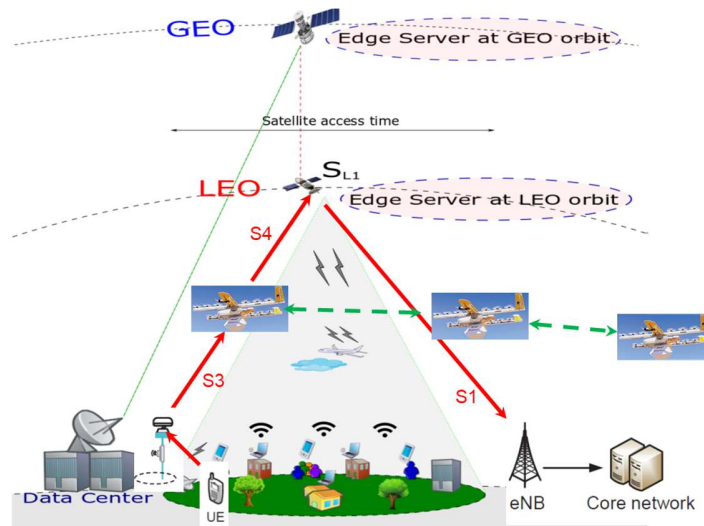 GEO
Edge Server at GEO orbit
Satellite access time
SL1
LEO
Edge Server at LEO orbit
S4
S3
S1
Data Center
UE
eNB
Core network